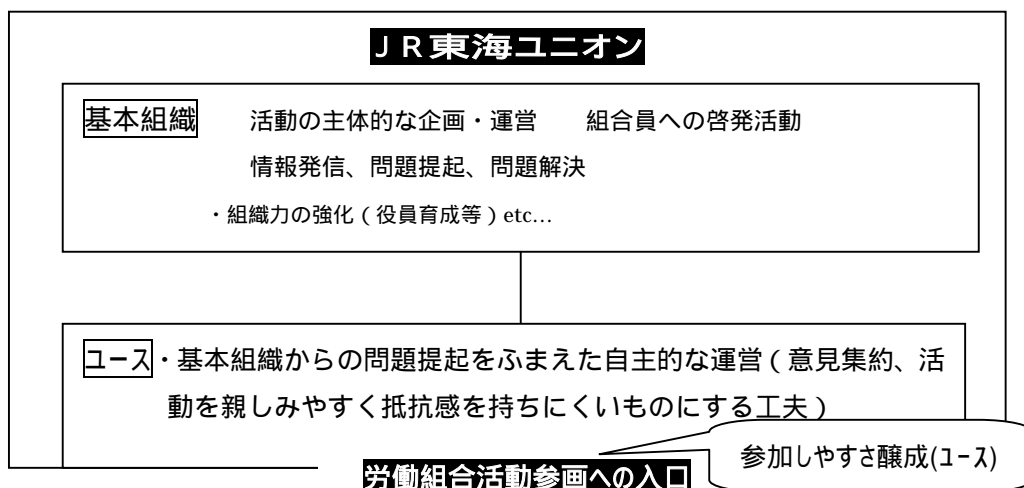 JR東海ユニオン
基本組織 活動の主体的な企画・運営 組合員への啓発活動
情報発信、問題提起、問題解決
・組織力の強化(役員育成等)etc…
ユース・基本組織からの問題提起をふまえた自主的な運営(意見集約、活
動を親しみやすく抵抗感を持ちにくいものにする工夫)
参加しやすさ醸成(ユース)
労働組合活動参画への入口